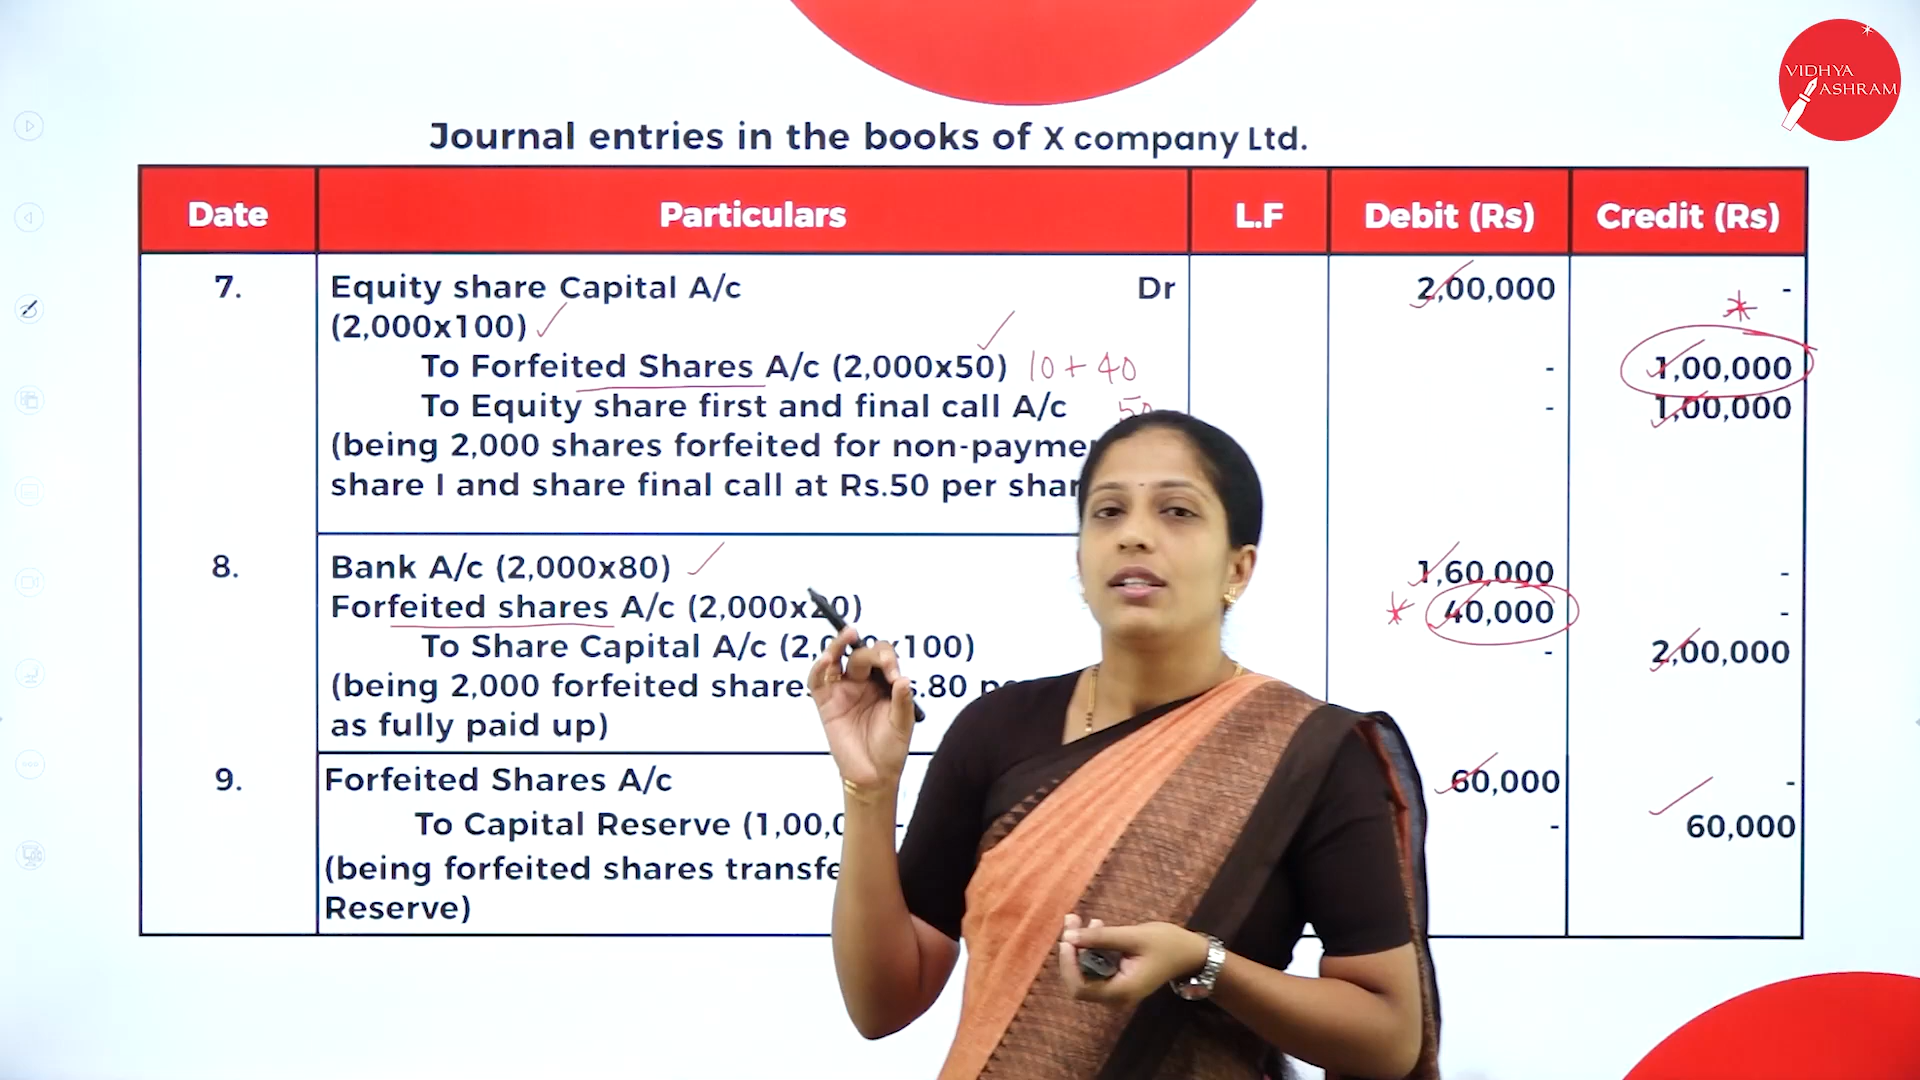 VIDHYA
ASHRAM
Journal entries in the books of X company Ltd.
Date Particulars L.F Debit (Rs) Credit (Rs)
7. Equity share Capital A/c Dr 2,00,000 -
(2,000x100)
To Forfeited Shares A/c (2,000x50) 10 + 40 - 1,00,000
To Equity share first and final call A/c 50 - 1,00,000
(being 2,000 shares forfeited for
share I and share final call at Rs.50 per
8. Bank A/c (2,000x80) 1,60,000 -
Forfeited shares A/c (2,000x20) 40,000 -
To Share Capital A/c 100) - 2,00,000
(being 2,000 forfeited .80
as fully paid up)
9. Forfeited Shares A/c 60,000 -
To Capital Reserve - 60,000
(being forfeited shares
Reserve)